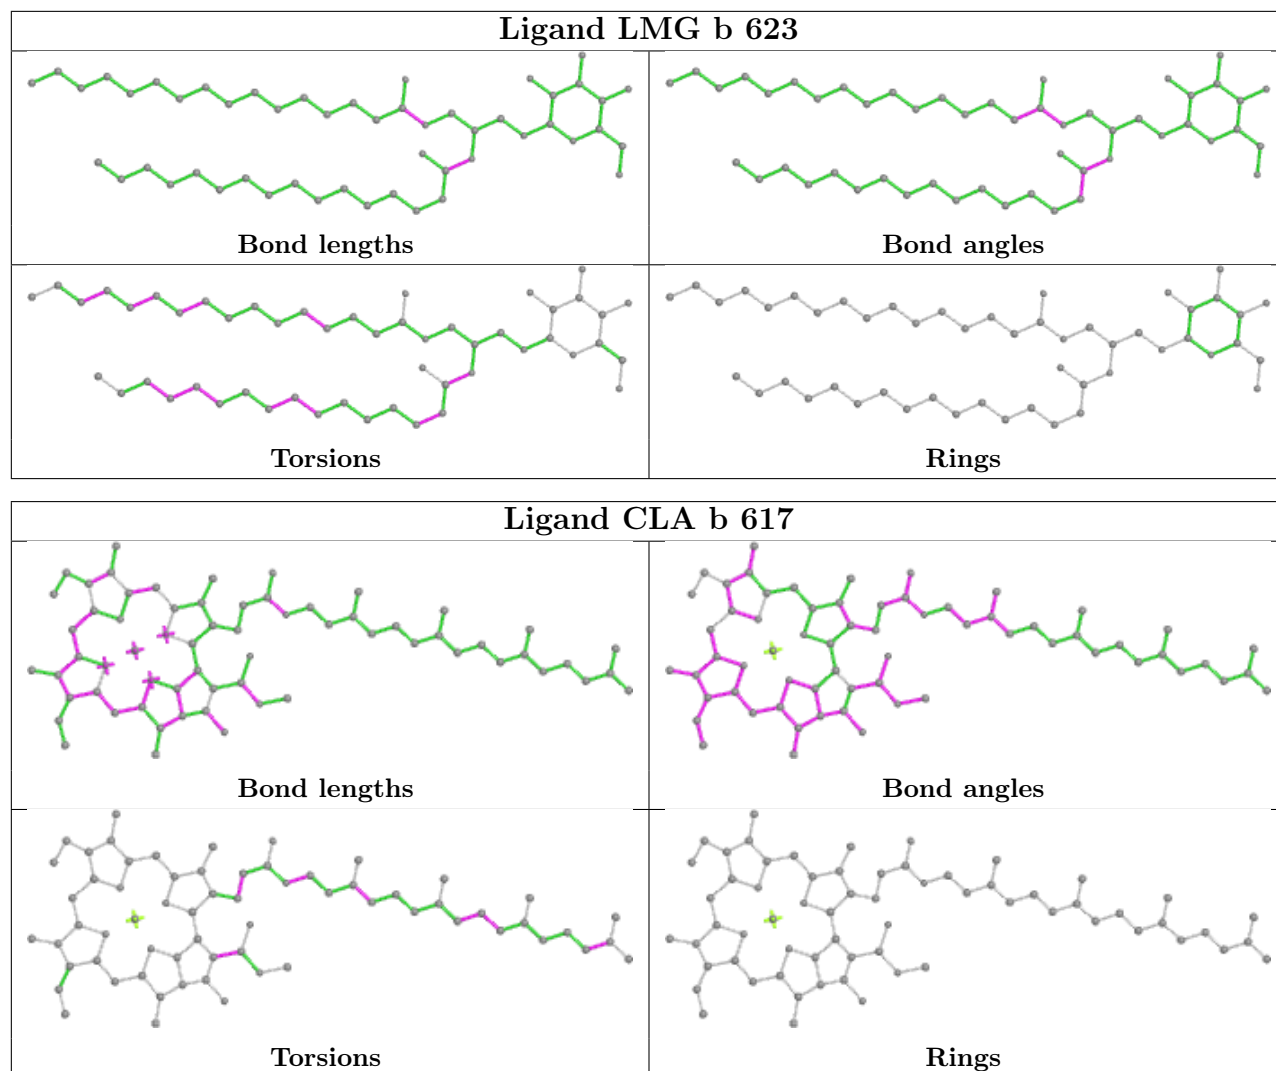 Ligand LMG b 623
Bond lengths
Bond angles
Torsions
Rings
Ligand CLA b 617
Bond lengths
Bond angles
Torsions
Rings